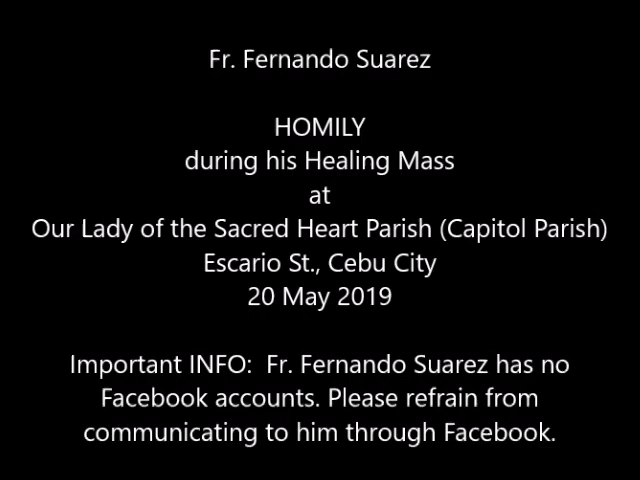 Fr. Fernando Suarez
HOMILY
during his Healing Mass
at
Our Lady of the Sacred Heart Parish (Capitol Parish)
Escario St., Cebu City
20 May 2019
Important INFO:  Fr. Fernando Suarez has no
Facebook accounts. Please refrain from
communicating to him through Facebook.